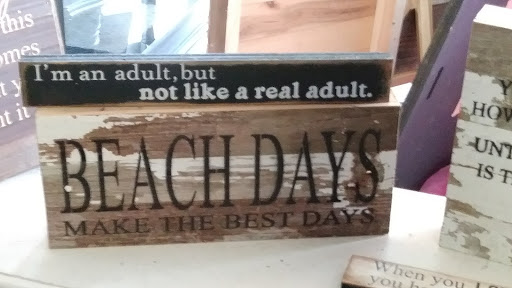 this
omes
I'm an adult, but
not like a real adult.
BEACH DAYS
MAKE THE BEST DAYS
HOW
UNT
IS T
When you
you